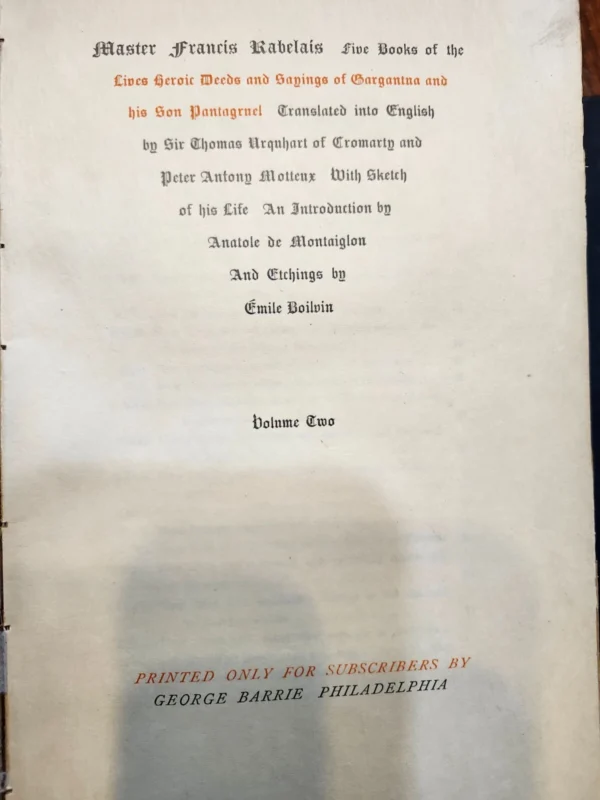 Master Francis Rabelais Five Books of the
Lives Heroic Deeds and Sayings of Gargantua and
his Son Pantagruel Translated into English
by Sir Thomas Urquhart of Cromarty and
Peter Antony Motteux With Sketch
of his Life An Introduction by
Anatole de Montaiglon
And Etchings by
Émile Boilvin
Volume Two
PRINTED ONLY FOR SUBSCRIBERS BY
GEORGE BARRIE PHILADELPHIA